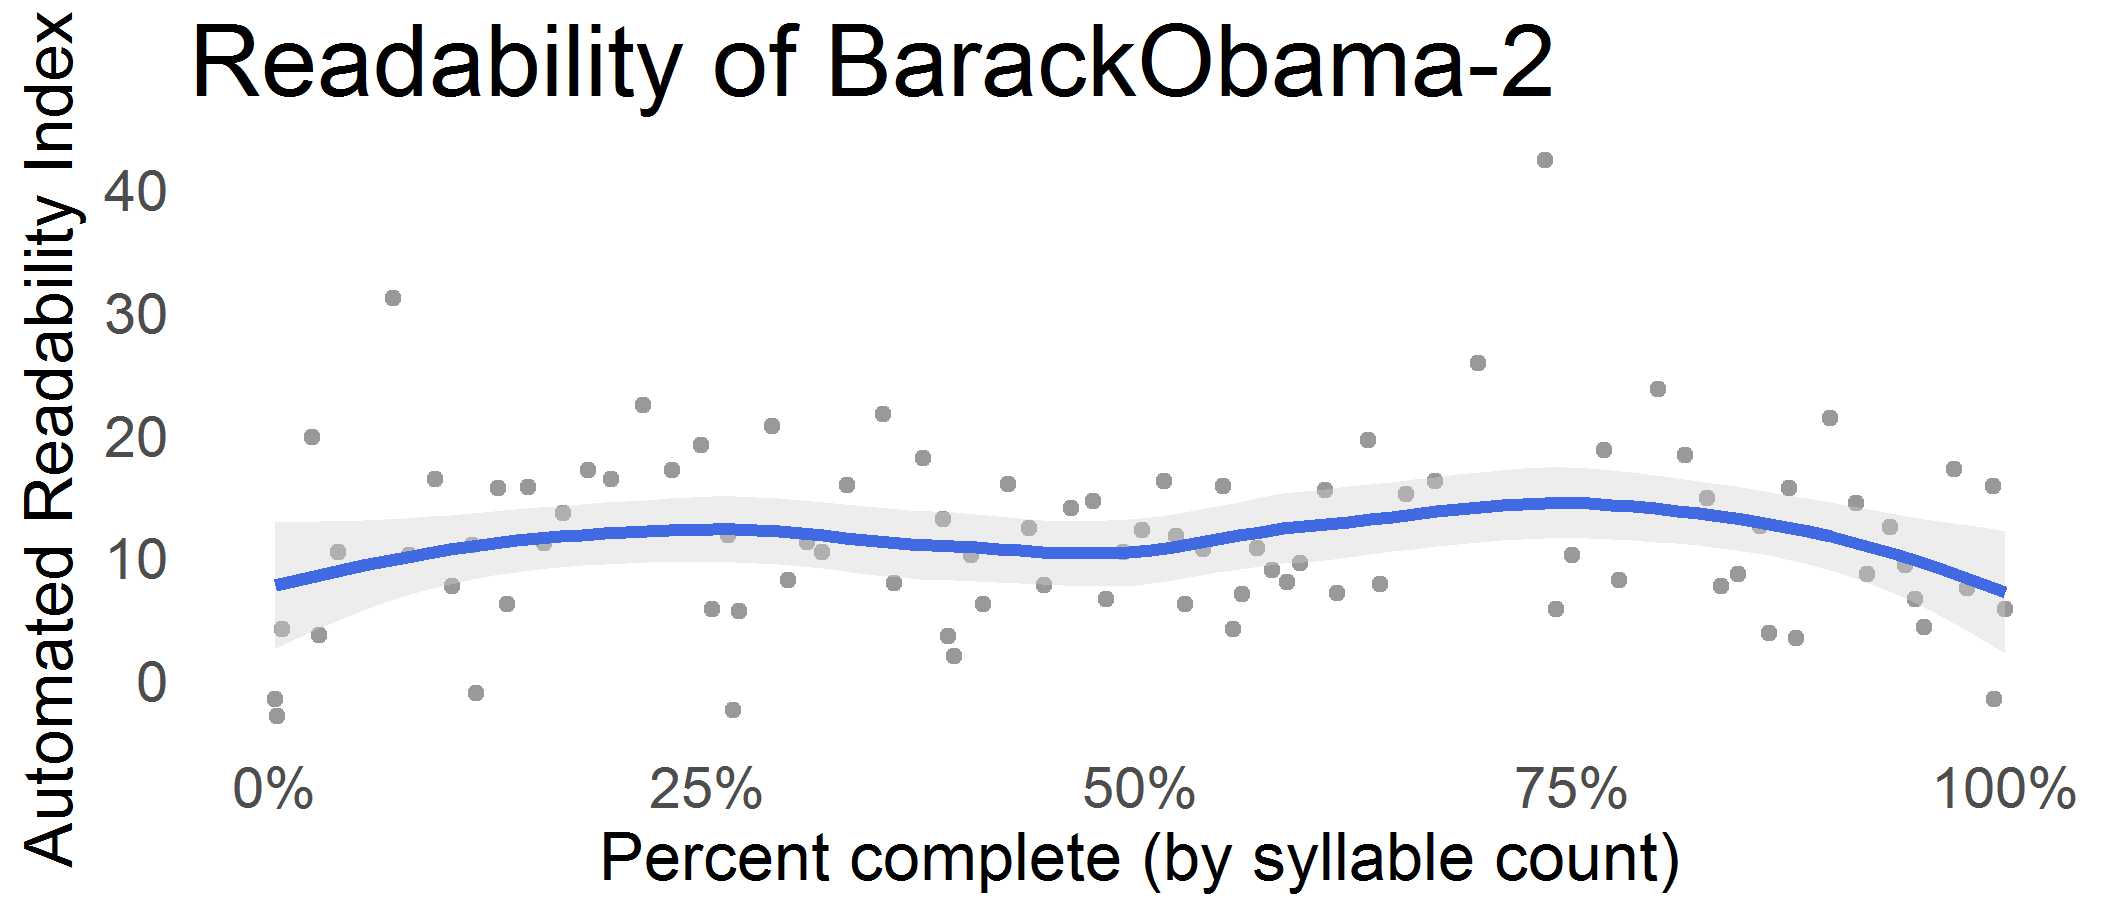 Readability of BarackObama-2
Automated Readability Index
40
30
20
10
0
0% 25% 50% 75% 100%
Percent complete (by syllable count)